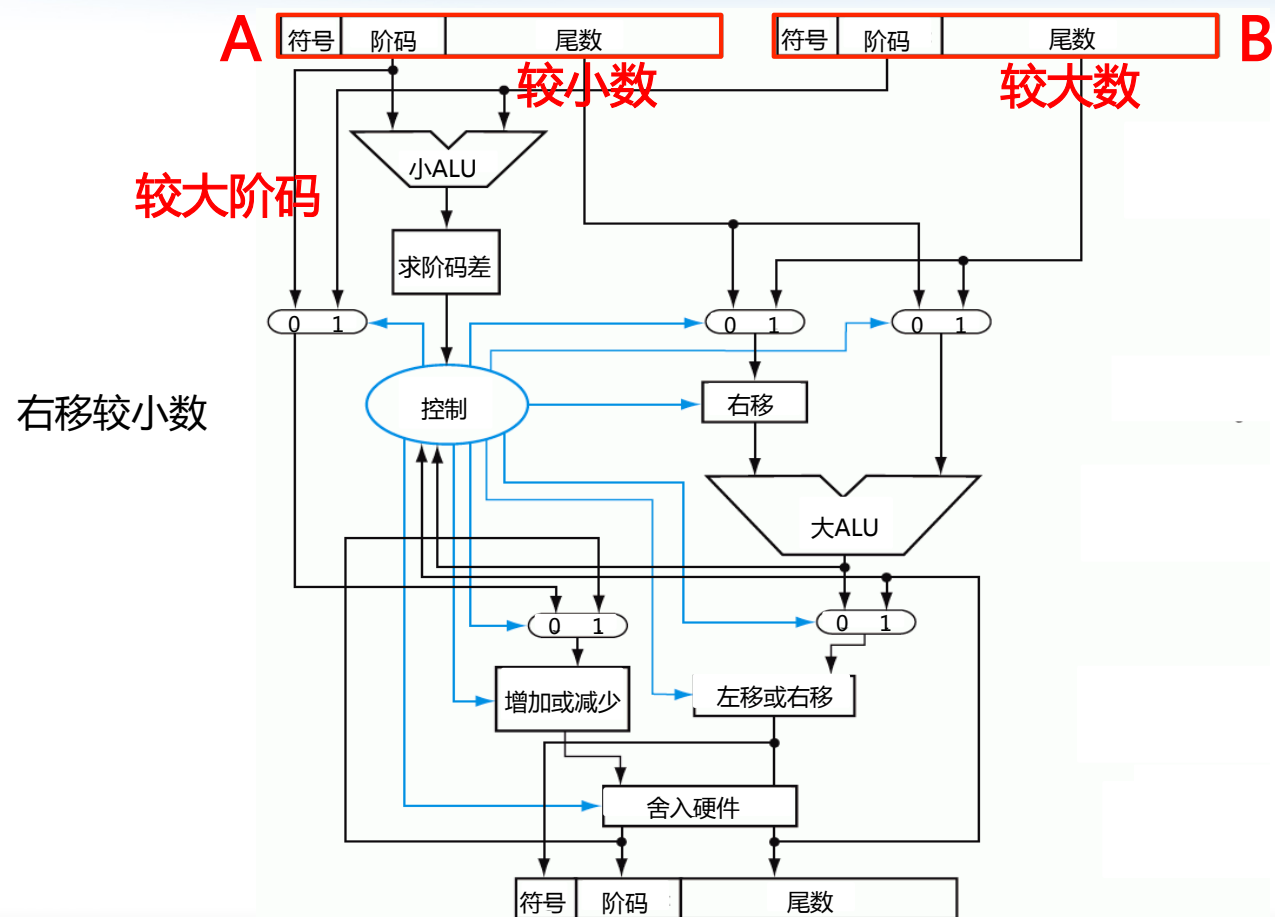 A
符号 阶码 尾数
符号 阶码 尾数
B
较小数
较大数
小ALU
较大阶码
求阶码差
0 1
0 1
0 1
控制
右移
右移较小数
大ALU
0 1
0 1
增加或减少
左移或右移
舍入硬件
符号 阶码 尾数